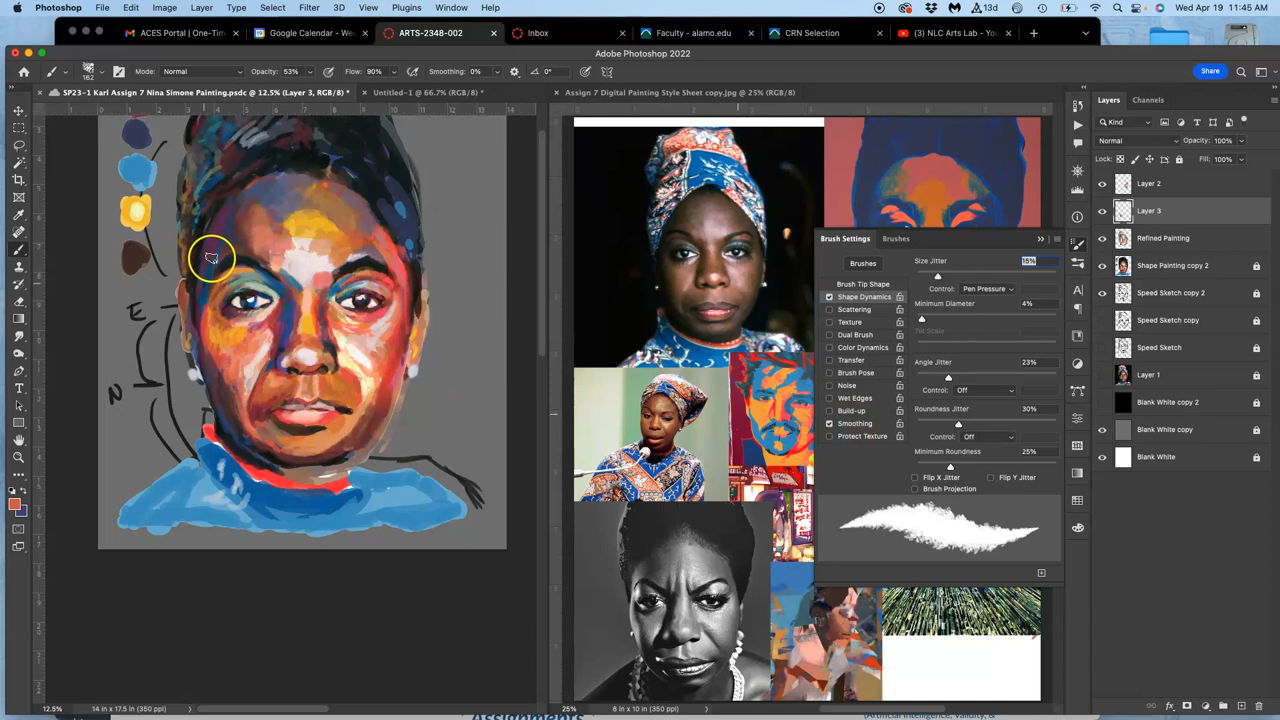 Photoshop File Edit Image Layer Type Select Filter 3D View Plugins Window Help 13d Wed Apr 19 11:45 AM
ACES Portal | One-Tim Google Calendar - We ARTS-2348-002 Inbox Faculty - alamo.edu CRN Selection (3) NLC Arts Lab - Yo
Adobe Photoshop 2022
162 Mode: Normal Opacity: 53% Flow: 90% Smoothing: 0% 0° Share
SP23-1 Karl Assign 7 Nina Simone Painting.psdc @ 12.5% (Layer 3, RGB/8) * Untitled-1 @ 66.7% (RGB/8) * Assign 7 Digital Painting Style Sheet copy.jpg @ 25% (RGB/8)
Layers Channels
Kind
Normal Opacity: 100%
Lock: Fill: 100%
Layer 2
Layer 3
Refined Painting
Shape Painting copy 2
Speed Sketch copy 2
Speed Sketch copy
Speed Sketch
Layer 1
Blank White copy 2
Blank White copy
Blank White
Brush Settings Brushes
Brushes
Brush Tip Shape
Shape Dynamics
Scattering
Texture
Dual Brush
Color Dynamics
Transfer
Brush Pose
Noise
Wet Edges
Build-up
Smoothing
Protect Texture
Size Jitter 15%
Control: Pen Pressure
Minimum Diameter 4%
Tilt Scale
Angle Jitter 23%
Control: Off
Roundness Jitter 30%
Control: Off
Minimum Roundness 25%
Flip X Jitter Flip Y Jitter
Brush Projection
E
N
12.5% 14 in x 17.5 in (350 ppi)
25% 8 in x 10 in (350 ppi)